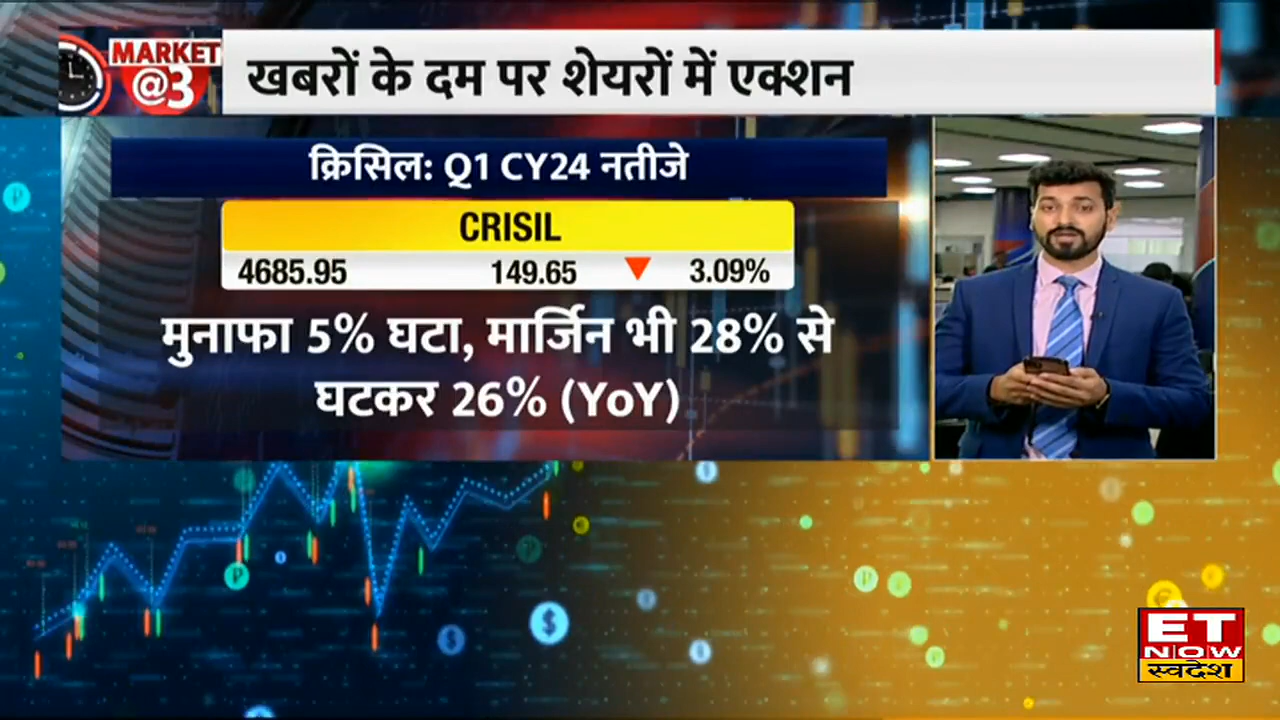 MARKET
@3
खबरों के दम पर शेयरों में एक्शन
क्रिसिल: Q1 CY24 नतीजे
CRISIL
4685.95 149.65 ▼ 3.09%
मुनाफा 5% घटा, मार्जिन भी 28% से
घटकर 26% (YoY)
ET
NOW
स्वदेश